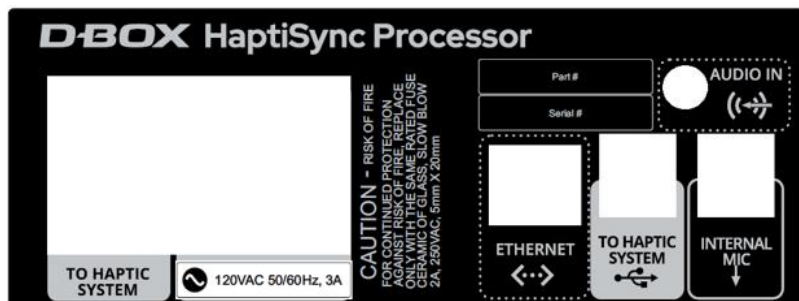 D-BOX HaptiSync Processor
Part #
Serial #
AUDIO IN
CAUTION - RISK OF FIRE
FOR CONTINUED PROTECTION
AGAINST RISK OF FIRE, REPLACE
ONLY WITH THE SAME RATED FUSE
CERAMIC OF GLASS, SLOW BLOW
2A, 250VAC, 5mm X 20mm
TO HAPTIC
SYSTEM
120VAC 50/60Hz, 3A
ETHERNET
TO HAPTIC
SYSTEM
INTERNAL
MIC